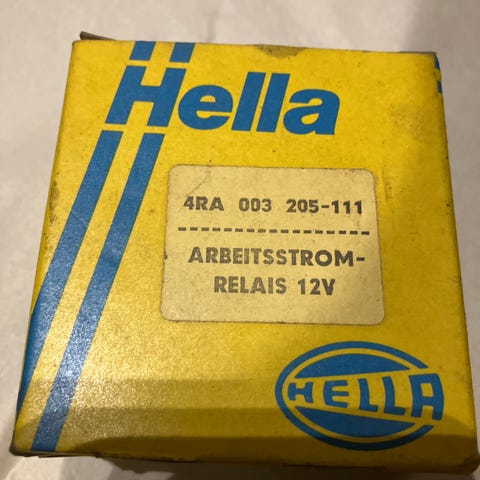 Hella
4RA 003 205-111
ARBEITSSTROM-
RELAIS 12V
HELLA